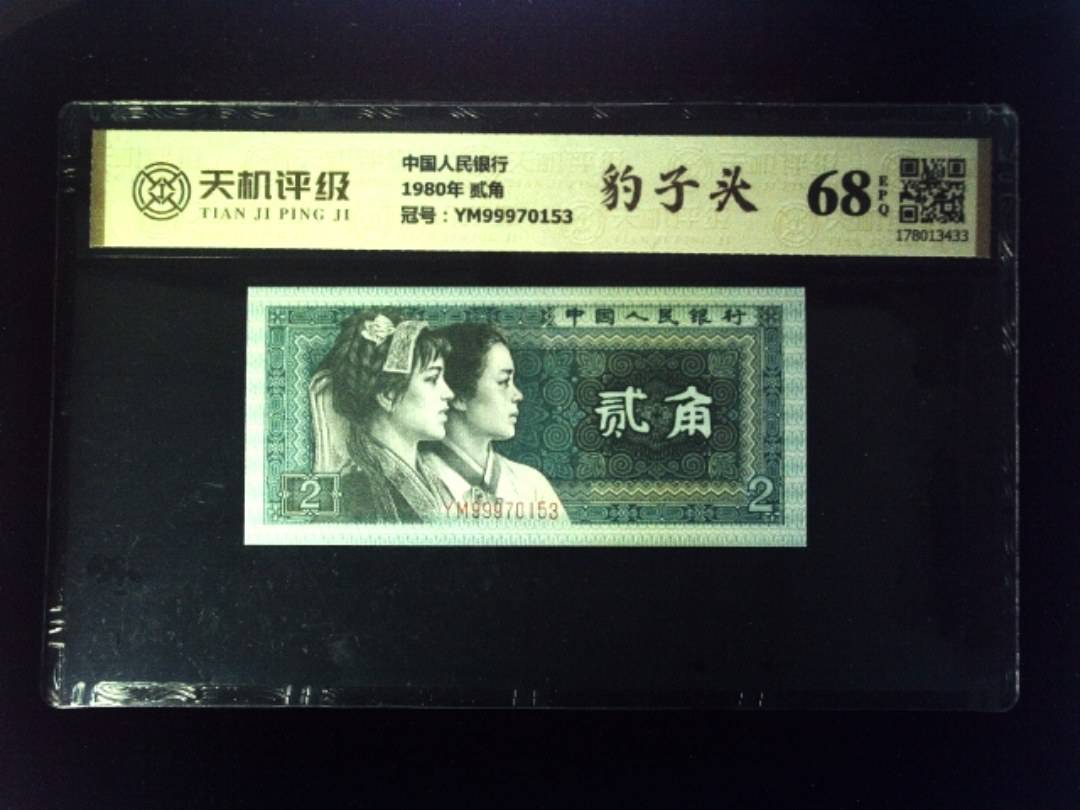 天机评级
TIAN JI PING JI
中国人民银行
1980年 贰角
冠号：YM99970153
豹子头
68
EPQ
178013433
中国人民银行
贰角
2
2
YM99970153